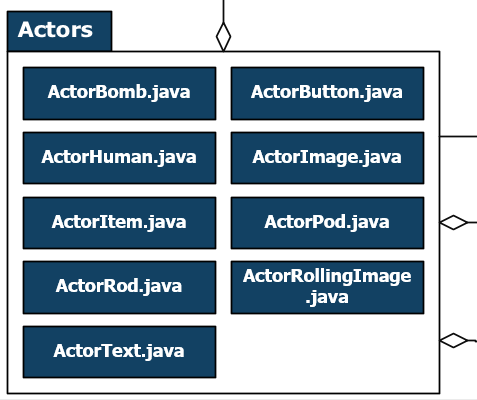 Actors
ActorBomb.java
ActorButton.java
ActorHuman.java
ActorImage.java
ActorItem.java
ActorPod.java
ActorRod.java
ActorRollingImage
.java
ActorText.java